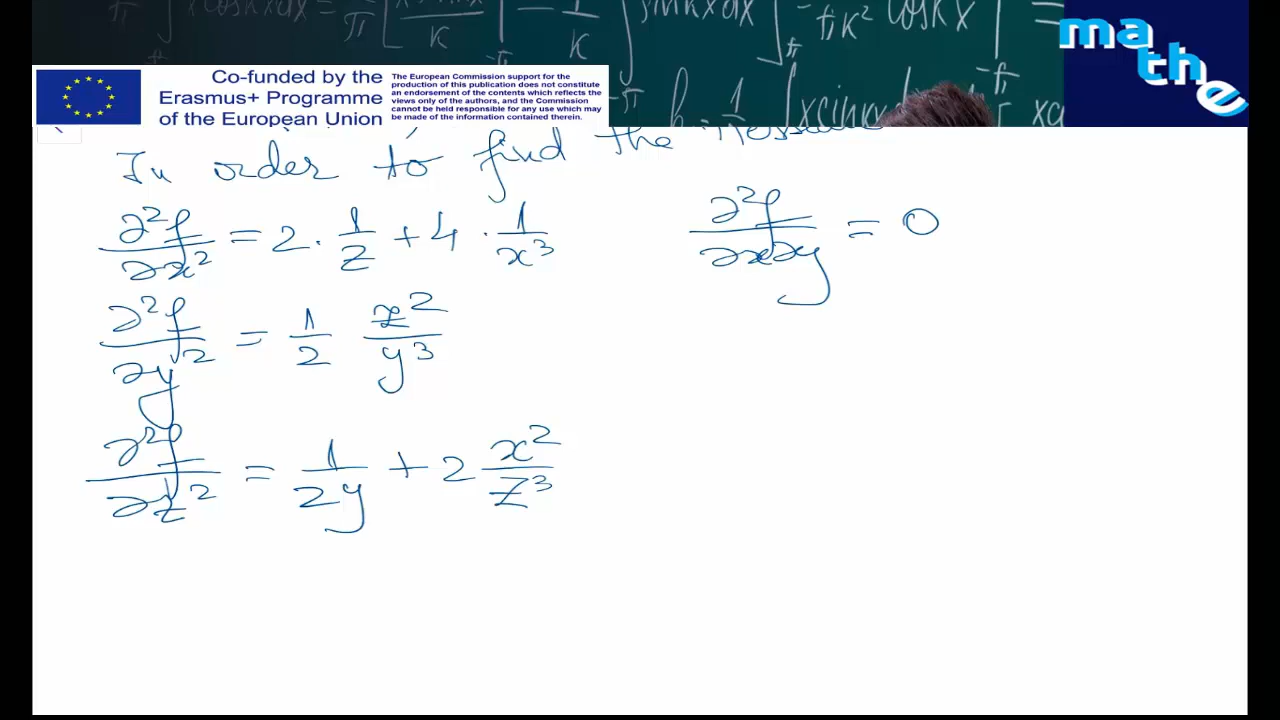 mathe
Co-funded by the
Erasmus+ Programme
of the European Union
The European Commission support for the
production of this publication does not constitute
an endorsement of the contents which reflects the
views only of the authors, and the Commission
cannot be held responsible for any use which may
be made of the information contained therein.
In order to find the
∂²f/∂x² = 2 · 1/z + 4 · 1/x³
∂²f/∂x∂y = 0
∂²f/∂y² = 1/2 z²/y³
∂²f/∂z² = 1/2y + 2 x²/z³